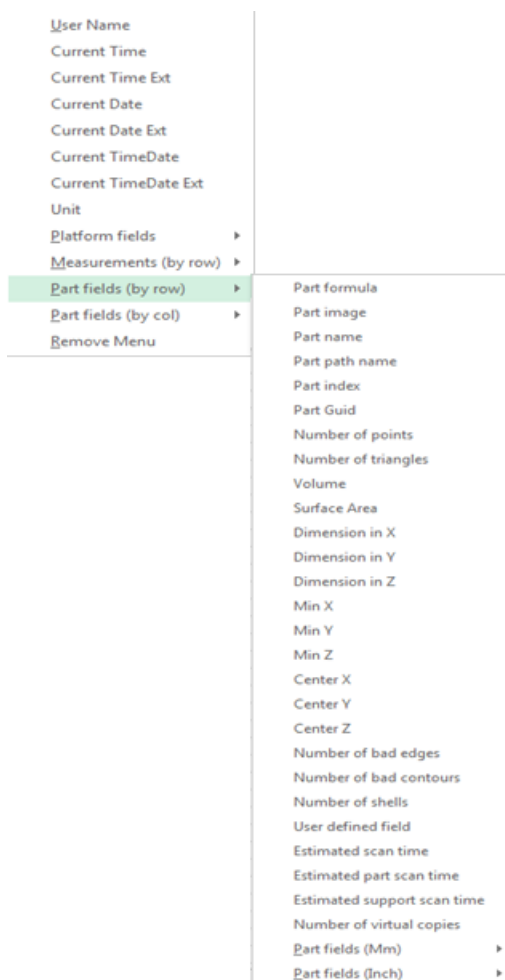 User Name
Current Time
Current Time Ext
Current Date
Current Date Ext
Current TimeDate
Current TimeDate Ext
Unit
Platform fields
Measurements (by row)
Part fields (by row)
Part fields (by col)
Remove Menu
Part formula
Part image
Part name
Part path name
Part index
Part Guid
Number of points
Number of triangles
Volume
Surface Area
Dimension in X
Dimension in Y
Dimension in Z
Min X
Min Y
Min Z
Center X
Center Y
Center Z
Number of bad edges
Number of bad contours
Number of shells
User defined field
Estimated scan time
Estimated part scan time
Estimated support scan time
Number of virtual copies
Part fields (Mm)
Part fields (Inch)